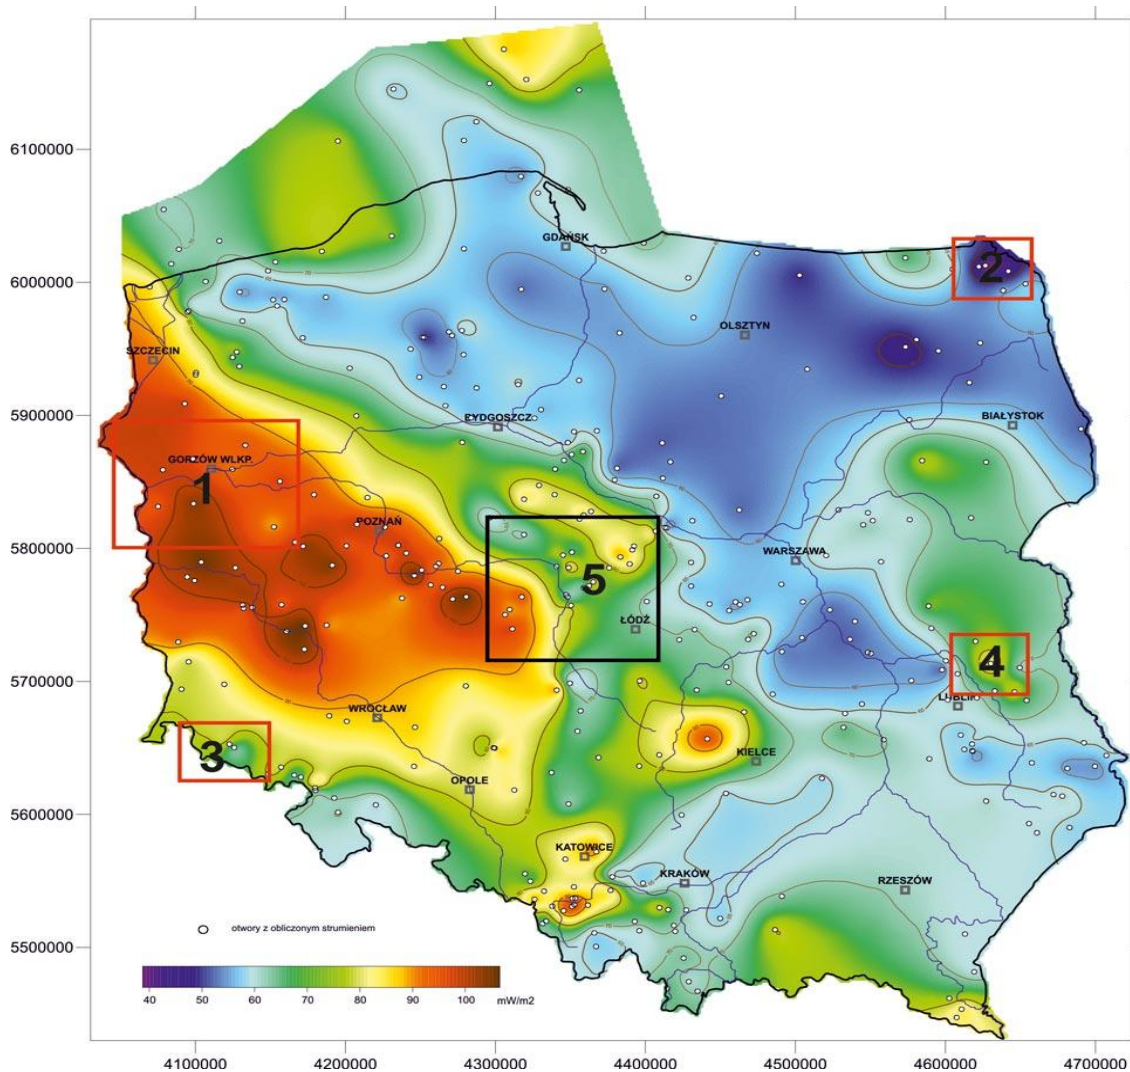 6100000
6000000
5900000
5800000
5700000
5600000
5500000
GDAŃSK
2
OLSZTYN
SZCZECIN
BYDGOSZCZ
BIAŁYSTOK
GORZÓW WLKP.
1
POZNAŃ
WARSZAWA
5
ŁÓDŹ
4
LUBLIN
WROCŁAW
3
KIELCE
OPOLE
KATOWICE
KRAKÓW
RZESZÓW
otwory z obliczonym strumieniem
40 50 60 70 80 90 100 mW/m2
4100000 4200000 4300000 4400000 4500000 4600000 4700000